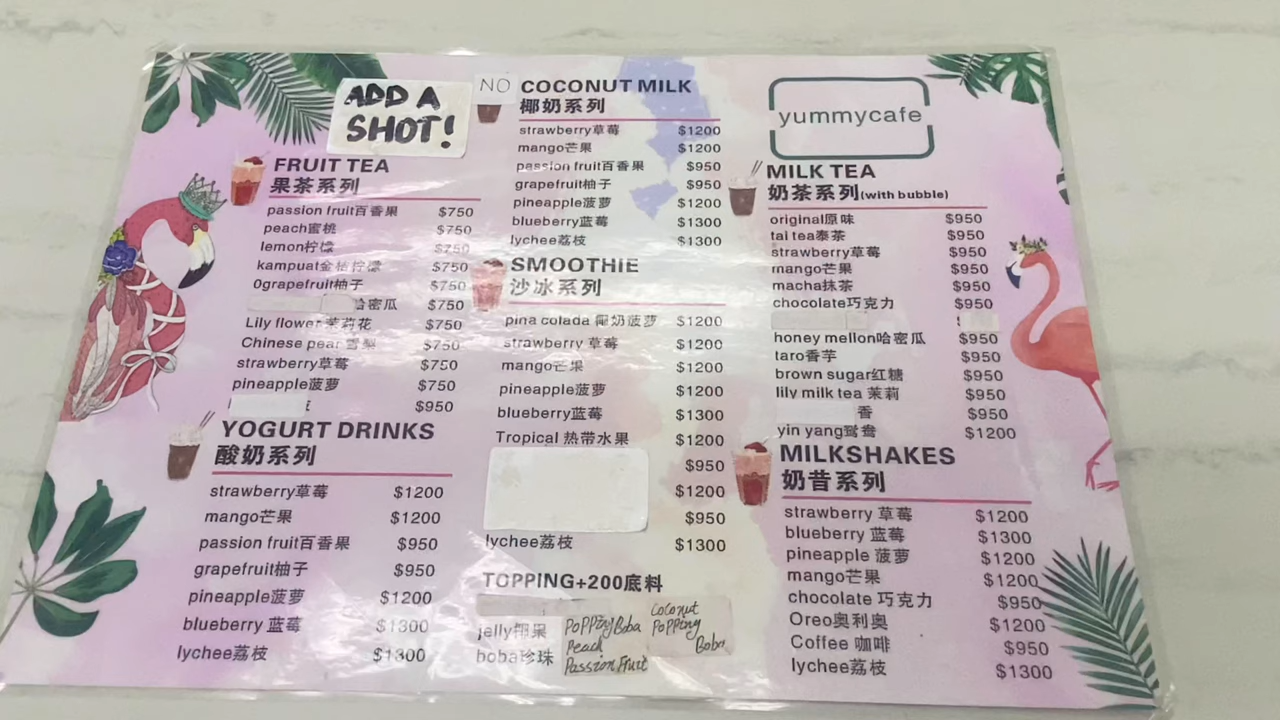 ADD A
SHOT!
FRUIT TEA
果茶系列
passion fruit百香果 $750
peach蜜桃 $750
lemon柠檬 $750
kampuat金桔柠檬 $750
0grapefruit柚子 $750
哈密瓜 $750
Lily flower茉莉花 $750
Chinese pear 雪梨 $750
strawberry草莓 $750
pineapple菠萝 $750
$950
YOGURT DRINKS
酸奶系列
strawberry草莓 $1200
mango芒果 $1200
passion fruit百香果 $950
grapefruit柚子 $950
pineapple菠萝 $1200
blueberry 蓝莓 $1300
lychee荔枝 $1300
NO COCONUT MILK
椰奶系列
strawberry草莓 $1200
mango芒果 $1200
passion fruit百香果 $950
grapefruit柚子 $950
pineapple菠萝 $1200
blueberry蓝莓 $1300
lychee荔枝 $1300
SMOOTHIE
沙冰系列
pina colada 椰奶菠萝 $1200
strawberry 草莓 $1200
mango芒果 $1200
pineapple菠萝 $1200
blueberry蓝莓 $1300
Tropical 热带水果 $1200
$950
$1200
$950
lychee荔枝 $1300
TOPPING+200底料
jelly椰果
boba珍珠
Popping Boba
Peach
Passion Fruit
Coconut
Popping
Boba
yummycafe
MILK TEA
奶茶系列(with bubble)
original原味 $950
tai tea泰茶 $950
strawberry草莓 $950
mango芒果 $950
macha抹茶 $950
chocolate巧克力 $950
honey mellon哈密瓜 $950
taro香芋 $950
brown sugar红糖 $950
lily milk tea 茉莉 $950
香 $950
yin yang鸳鸯 $1200
MILKSHAKES
奶昔系列
strawberry 草莓 $1200
blueberry 蓝莓 $1300
pineapple 菠萝 $1200
mango芒果 $1200
chocolate 巧克力 $950
Oreo奥利奥 $1200
Coffee 咖啡 $950
lychee荔枝 $1300